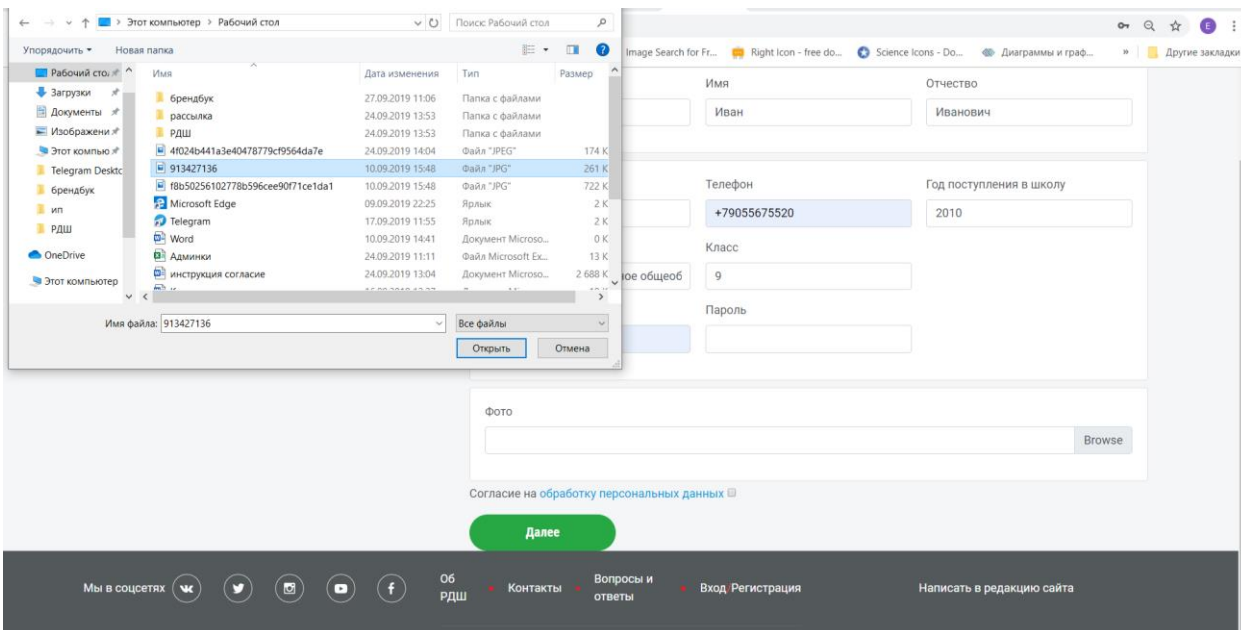 Этот компьютер > Рабочий стол
Поиск: Рабочий стол
Упорядочить
Новая папка
Image Search for Fr...
Right Icon - free do...
Science Icons - Do...
Диаграммы и граф...
»
Другие закладки
Имя
Дата изменения
Тип
Размер
Рабочий сто
Загрузки
Документы
Изображени
Этот компью
Telegram Desktc
брендбук
ип
РДШ
OneDrive
Этот компьютер
брендбук 27.09.2019 11:06 Папка с файлами
рассылка 24.09.2019 13:53 Папка с файлами
РДШ 24.09.2019 13:53 Папка с файлами
4f024b441a3e40478779cf9564da7e 24.09.2019 14:04 Файл "JPEG" 174 К
913427136 10.09.2019 15:48 Файл "JPG" 261 К
f8b50256102778b596cee90f71ce1da1 10.09.2019 15:48 Файл "JPG" 722 К
Microsoft Edge 09.09.2019 22:25 Ярлык 2 К
Telegram 17.09.2019 11:55 Ярлык 2 К
Word 10.09.2019 14:41 Документ Microso... 0 К
Админки 24.09.2019 11:11 Файл Microsoft Ex... 13 К
инструкция согласие 24.09.2019 13:04 Документ Microso... 2 688 К
Имя файла: 913427136
Все файлы
Открыть
Отмена
E
Имя
Отчество
Иван
Иванович
Телефон
Год поступления в школу
+79055675520
2010
Класс
ное общеоб
9
Пароль
Фото
Browse
Согласие на обработку персональных данных
Далее
Мы в соцсетях
Об РДШ
Контакты
Вопросы и
ответы
Вход/Регистрация
Написать в редакцию сайта